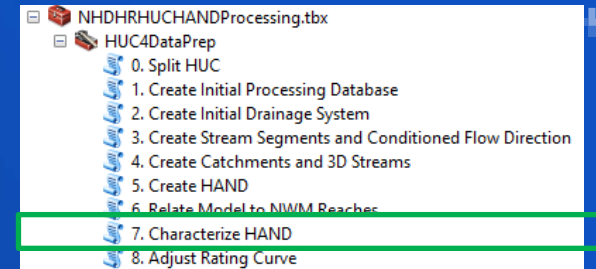 NHDHRHUCHANDProcessing.tbx
HUC4DataPrep
0. Split HUC
1. Create Initial Processing Database
2. Create Initial Drainage System
3. Create Stream Segments and Conditioned Flow Direction
4. Create Catchments and 3D Streams
5. Create HAND
6. Relate Model to NWM Reaches
7. Characterize HAND
8. Adjust Rating Curve